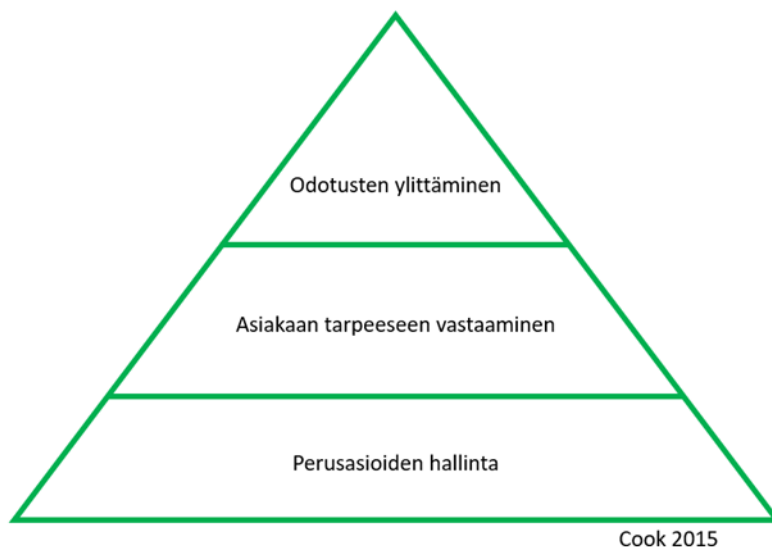 Odotusten ylittäminen
Asiakaan tarpeeseen vastaaminen
Perusasioiden hallinta
Cook 2015